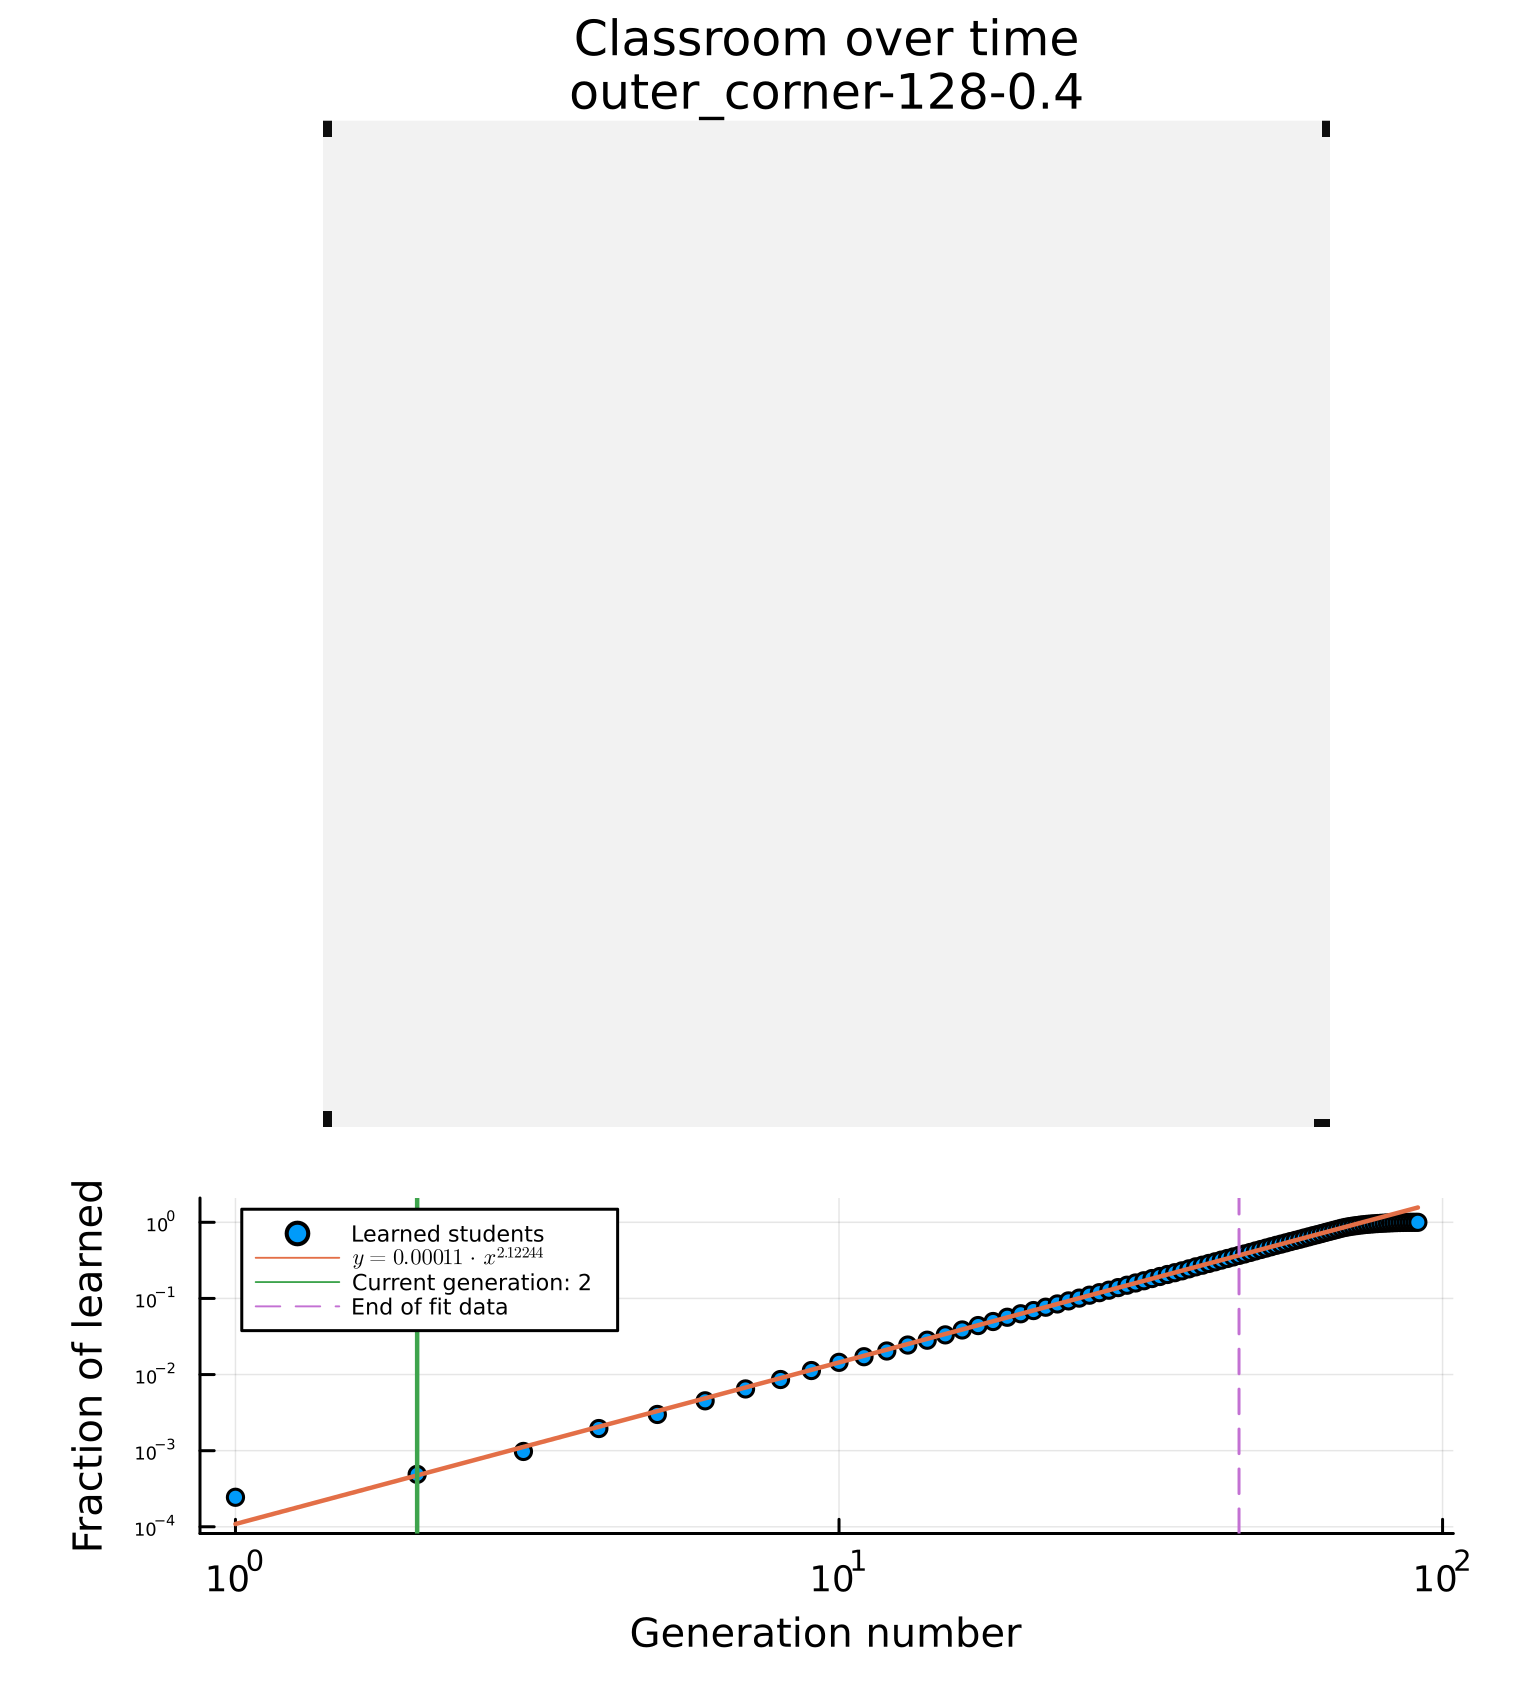 Classroom over time
outer_corner-128-0.4
Fraction of learned
10⁰
10⁻¹
10⁻²
10⁻³
10⁻⁴
Learned students
y = 0.00011 · x^2.12244
Current generation: 2
End of fit data
10⁰ 10¹ 10²
Generation number